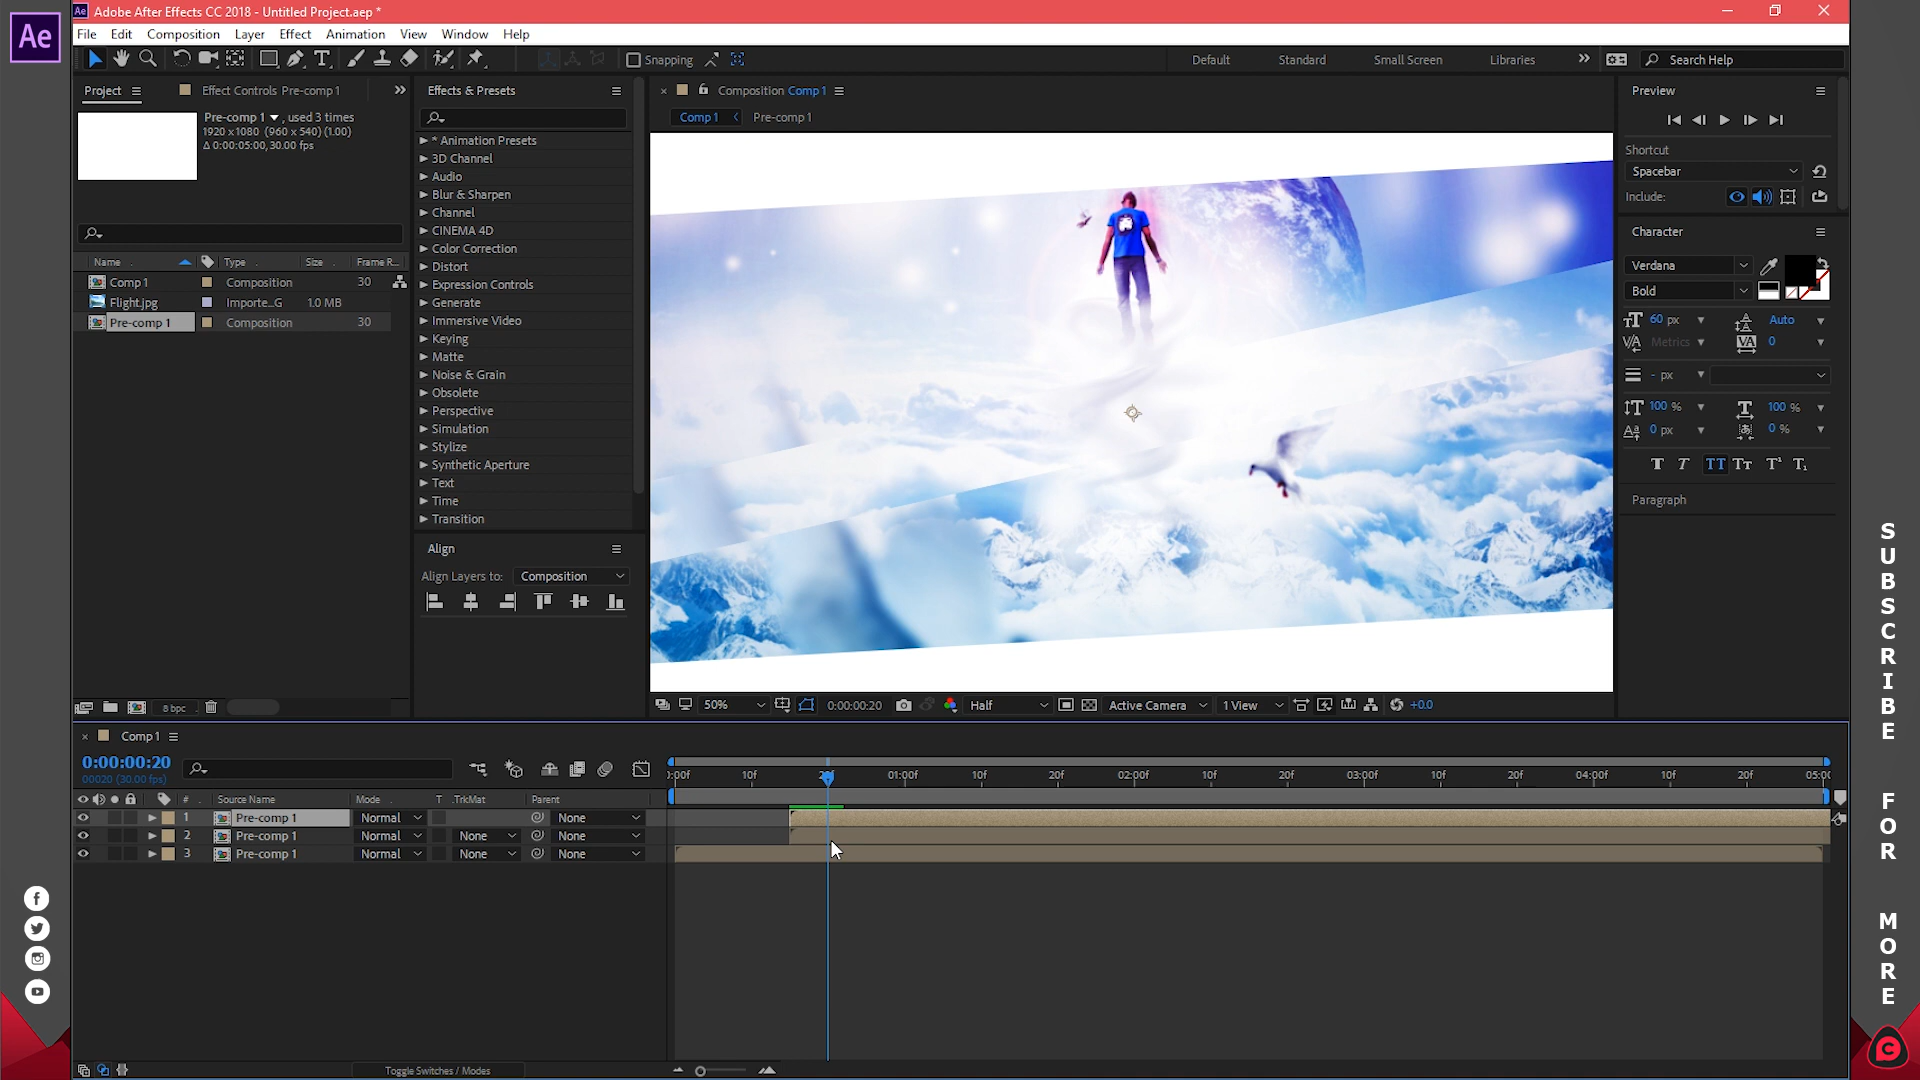 Ae
Ae Adobe After Effects CC 2018 - Untitled Project.aep *
File Edit Composition Layer Effect Animation View Window Help
Snapping
Default Standard Small Screen Libraries
Search Help
Project
Effect Controls Pre-comp 1
Pre-comp 1 , used 3 times
1920 x 1080 (960 x 540) (1.00)
Δ 0:00:05:00, 30.00 fps
Name Type Size Frame R...
Comp 1 Composition 30
Flight.jpg Importe...G 1.0 MB
Pre-comp 1 Composition 30
8 bpc
Effects & Presets
* Animation Presets
3D Channel
Audio
Blur & Sharpen
Channel
CINEMA 4D
Color Correction
Distort
Expression Controls
Generate
Immersive Video
Keying
Matte
Noise & Grain
Obsolete
Perspective
Simulation
Stylize
Synthetic Aperture
Text
Time
Transition
Align
Align Layers to: Composition
Composition Comp 1
Comp 1 Pre-comp 1
50% 0:00:00:20 Half Active Camera 1 View +0.0
Preview
Shortcut
Spacebar
Include:
Character
Verdana
Bold
60 px Auto
Metrics 0
- px
100 % 100 %
0 px 0 %
Paragraph
Comp 1
0:00:00:20
00020 (30.00 fps)
:00f 10f 20f 01:00f 10f 20f 02:00f 10f 20f 03:00f 10f 20f 04:00f 10f 20f 05:00
# Source Name Mode T .TrkMat Parent
1 Pre-comp 1 Normal None
2 Pre-comp 1 Normal None None
3 Pre-comp 1 Normal None None
Toggle Switches / Modes
SUBSCRIBE
FOR
MORE